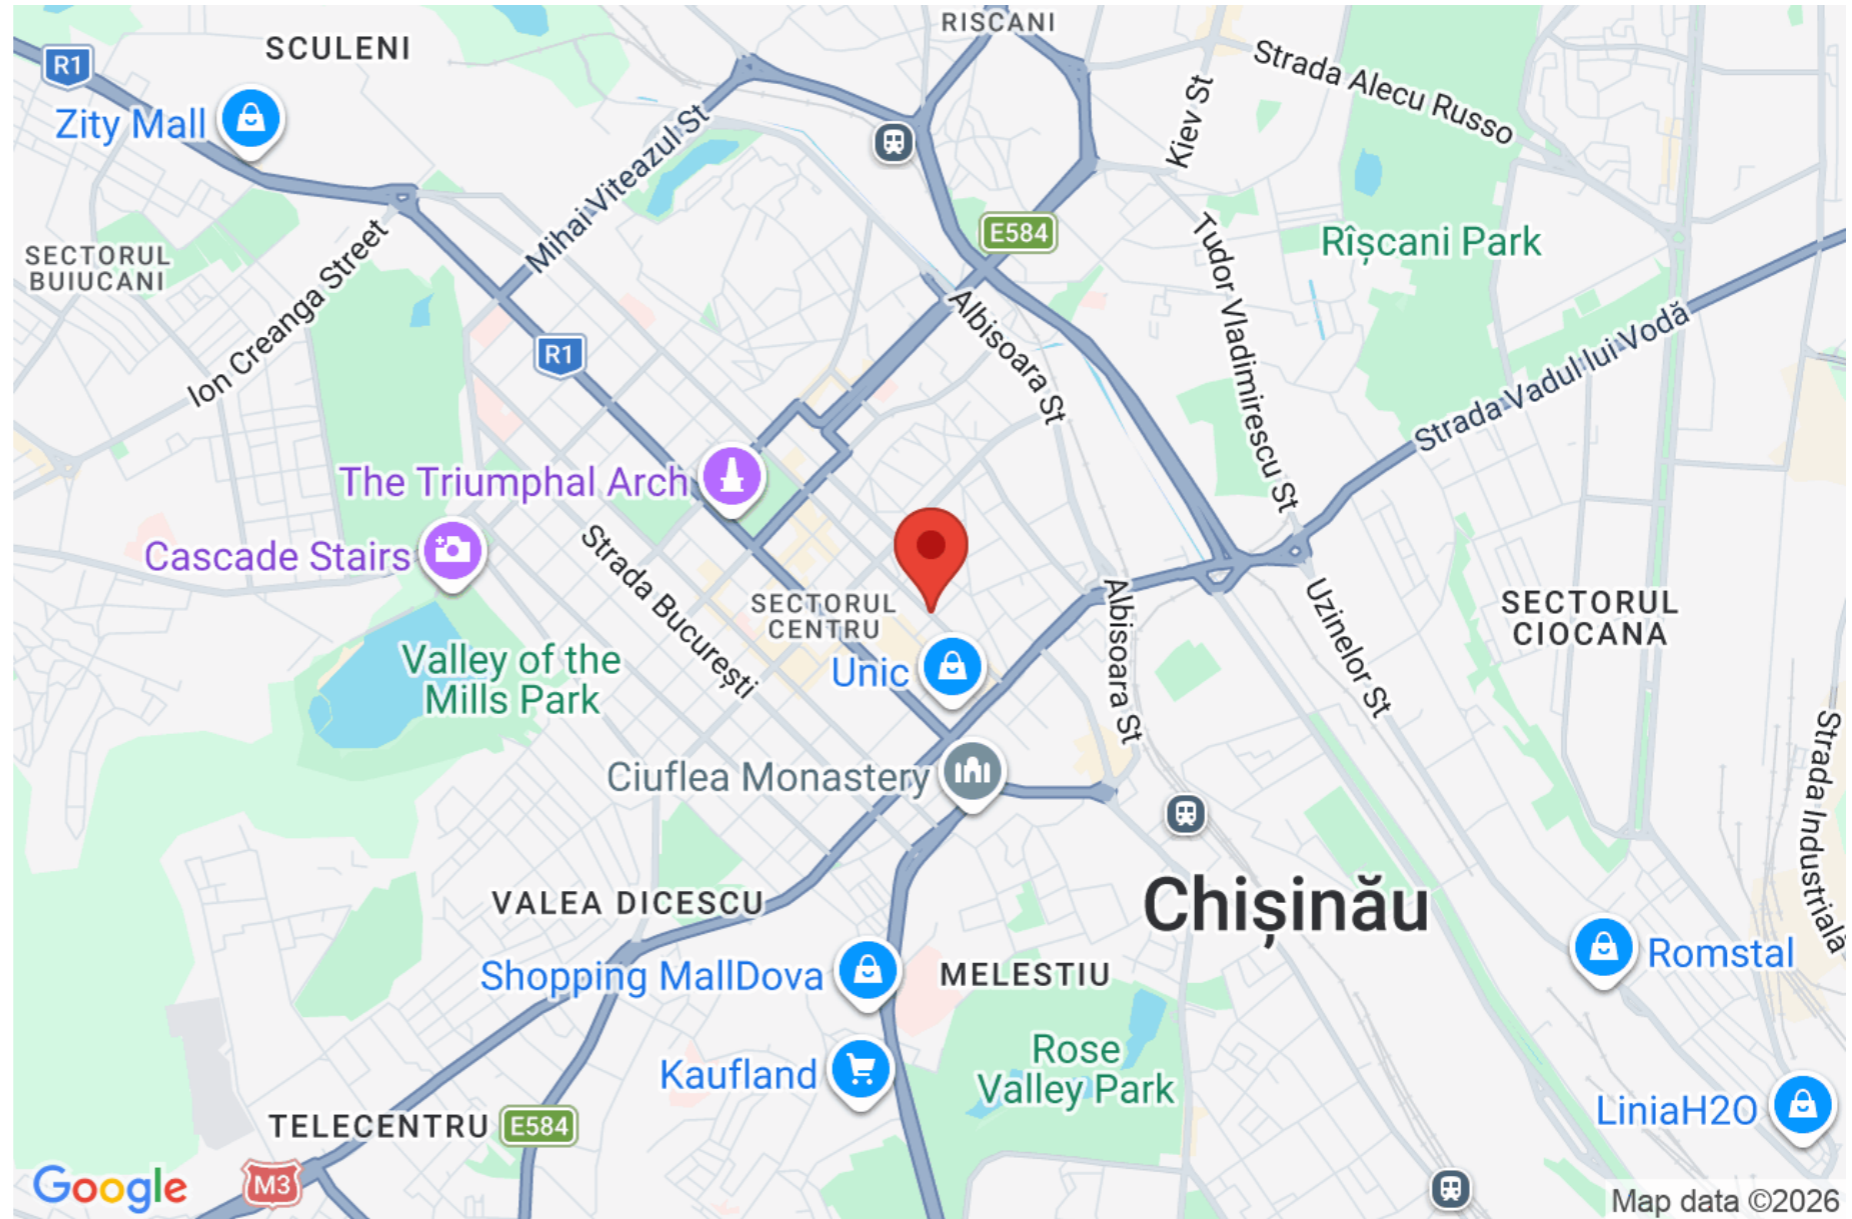 RISCANI
SCULENI
R1
Strada Alecu Russo
Zity Mall
Kiev St
Mihai Viteazul St
E584
Tudor Vladimirescu St
Rîșcani Park
SECTORUL
BUIUCANI
Ion Creanga Street
Albisoara St
R1
Strada Vadul lui Vodă
The Triumphal Arch
Cascade Stairs
Strada București
SECTORUL
CENTRU
Albisoara St
Uzinelor St
SECTORUL
CIOCANA
Valley of the
Mills Park
Unic
Ciuflea Monastery
Strada Industrială
VALEA DICESCU
Chișinău
Shopping MallDova
MELESTIU
Romstal
Rose
Valley Park
Kaufland
LiniaH2O
TELECENTRU
E584
Google
M3
Map data ©2026